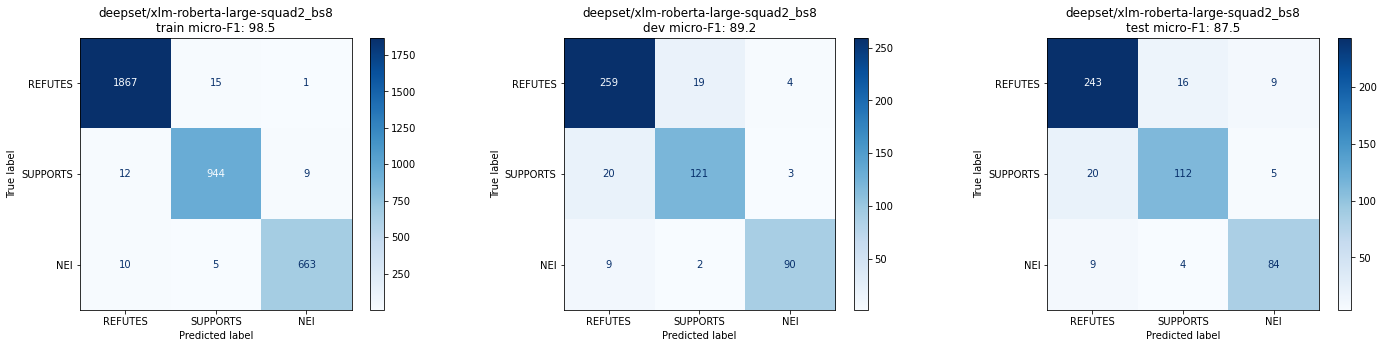 deepset/xlm-roberta-large-squad2_bs8
train micro-F1: 98.5
REFUTES
SUPPORTS
NEI
True label
1867 15 1
12 944 9
10 5 663
REFUTES SUPPORTS NEI
Predicted label
1750
1500
1250
1000
750
500
250
deepset/xlm-roberta-large-squad2_bs8
dev micro-F1: 89.2
REFUTES
SUPPORTS
NEI
True label
259 19 4
20 121 3
9 2 90
REFUTES SUPPORTS NEI
Predicted label
250
200
150
100
50
deepset/xlm-roberta-large-squad2_bs8
test micro-F1: 87.5
REFUTES
SUPPORTS
NEI
True label
243 16 9
20 112 5
9 4 84
REFUTES SUPPORTS NEI
Predicted label
200
150
100
50